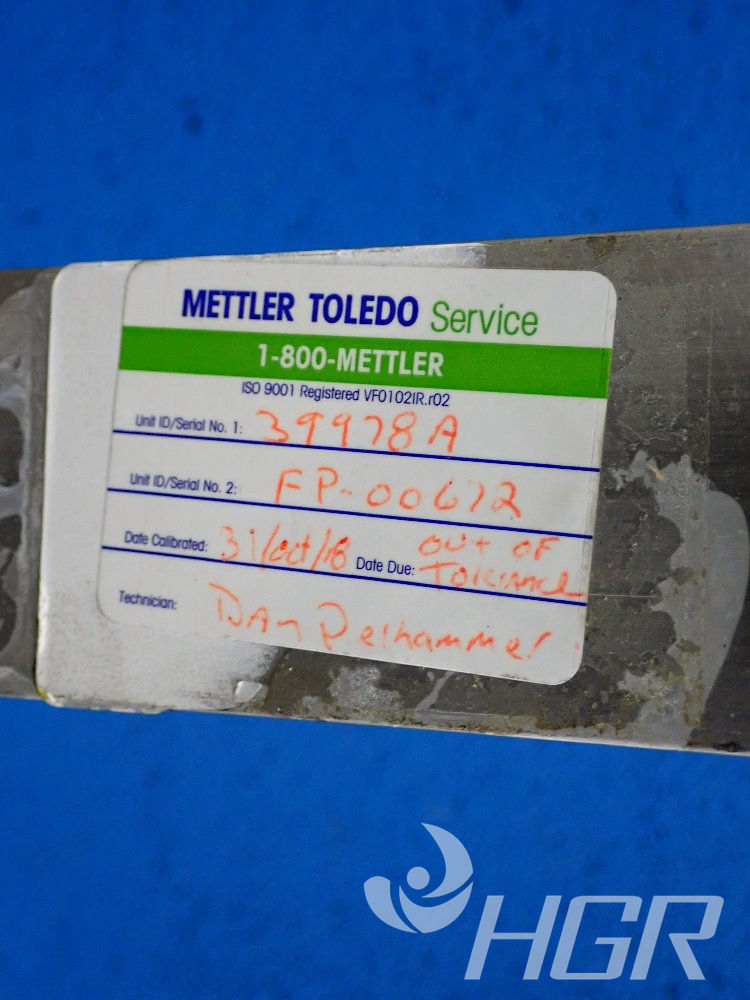 METTLER TOLEDO Service
1-800-METTLER
ISO 9001 Registered VF0102IR.r02
Unit ID/Serial No. 1: 39978A
Unit ID/Serial No. 2: FP-00672
Date Calibrated: 31/oct/18 Date Due: OUT OF TOLERANCE
Technician: DAn Delhammer
HGR